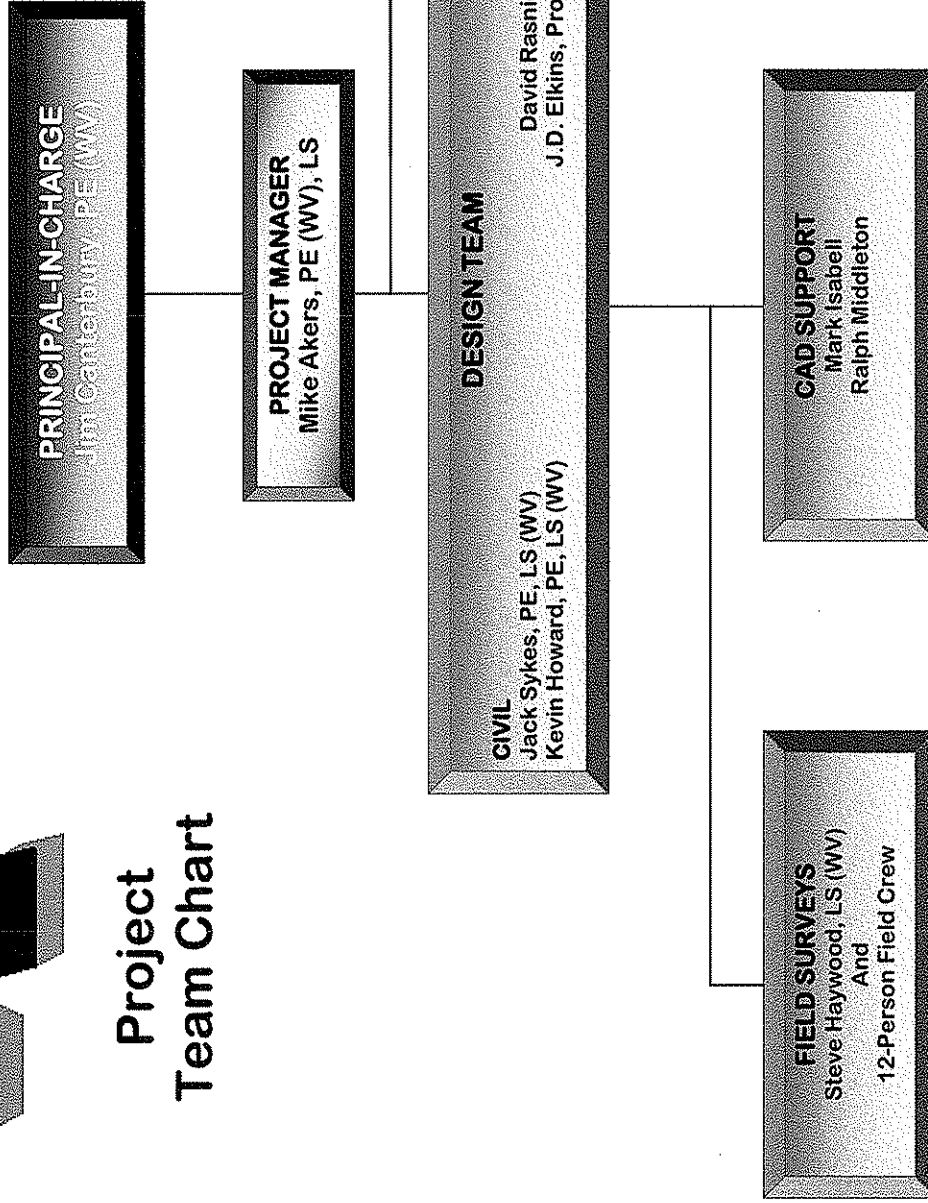 Project
Team Chart
PRINCIPAL-IN-CHARGE
Jim Canterbury, PE (WV)
PROJECT MANAGER
Mike Akers, PE (WV), LS
DESIGN TEAM
CIVIL
Jack Sykes, PE, LS (WV)
Kevin Howard, PE, LS (WV)
David
J.D. Elkins,
FIELD SURVEYS
Steve Haywood, LS (WV)
And
12-Person Field Crew
CAD SUPPORT
Mark Isabell
Ralph Middleton